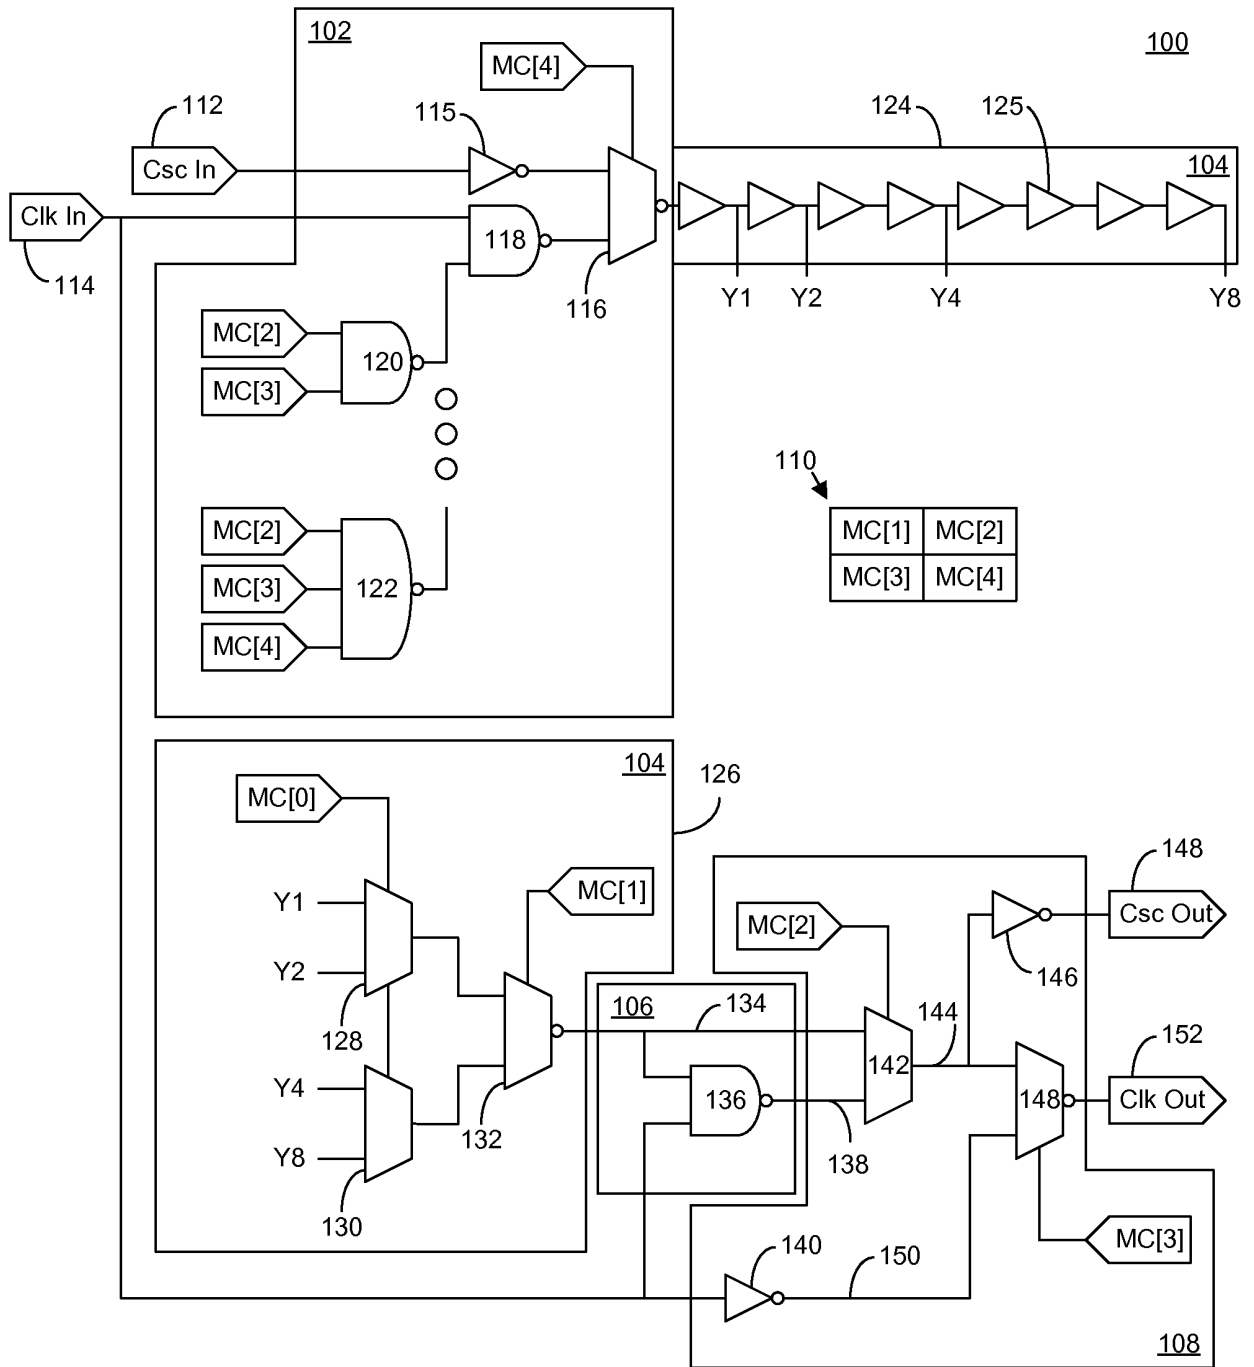 102
100
MC[4]
112
115
124
125
Csc In
104
Clk In
118
114
116
Y1
Y2
Y4
Y8
MC[2]
120
MC[3]
110
MC[2]
MC[1]
MC[2]
MC[3]
122
MC[3]
MC[4]
MC[4]
104
126
MC[0]
148
MC[1]
Y1
MC[2]
Csc Out
Y2
146
106
134
128
144
152
142
Y4
136
148
Clk Out
132
138
Y8
130
140
150
MC[3]
108